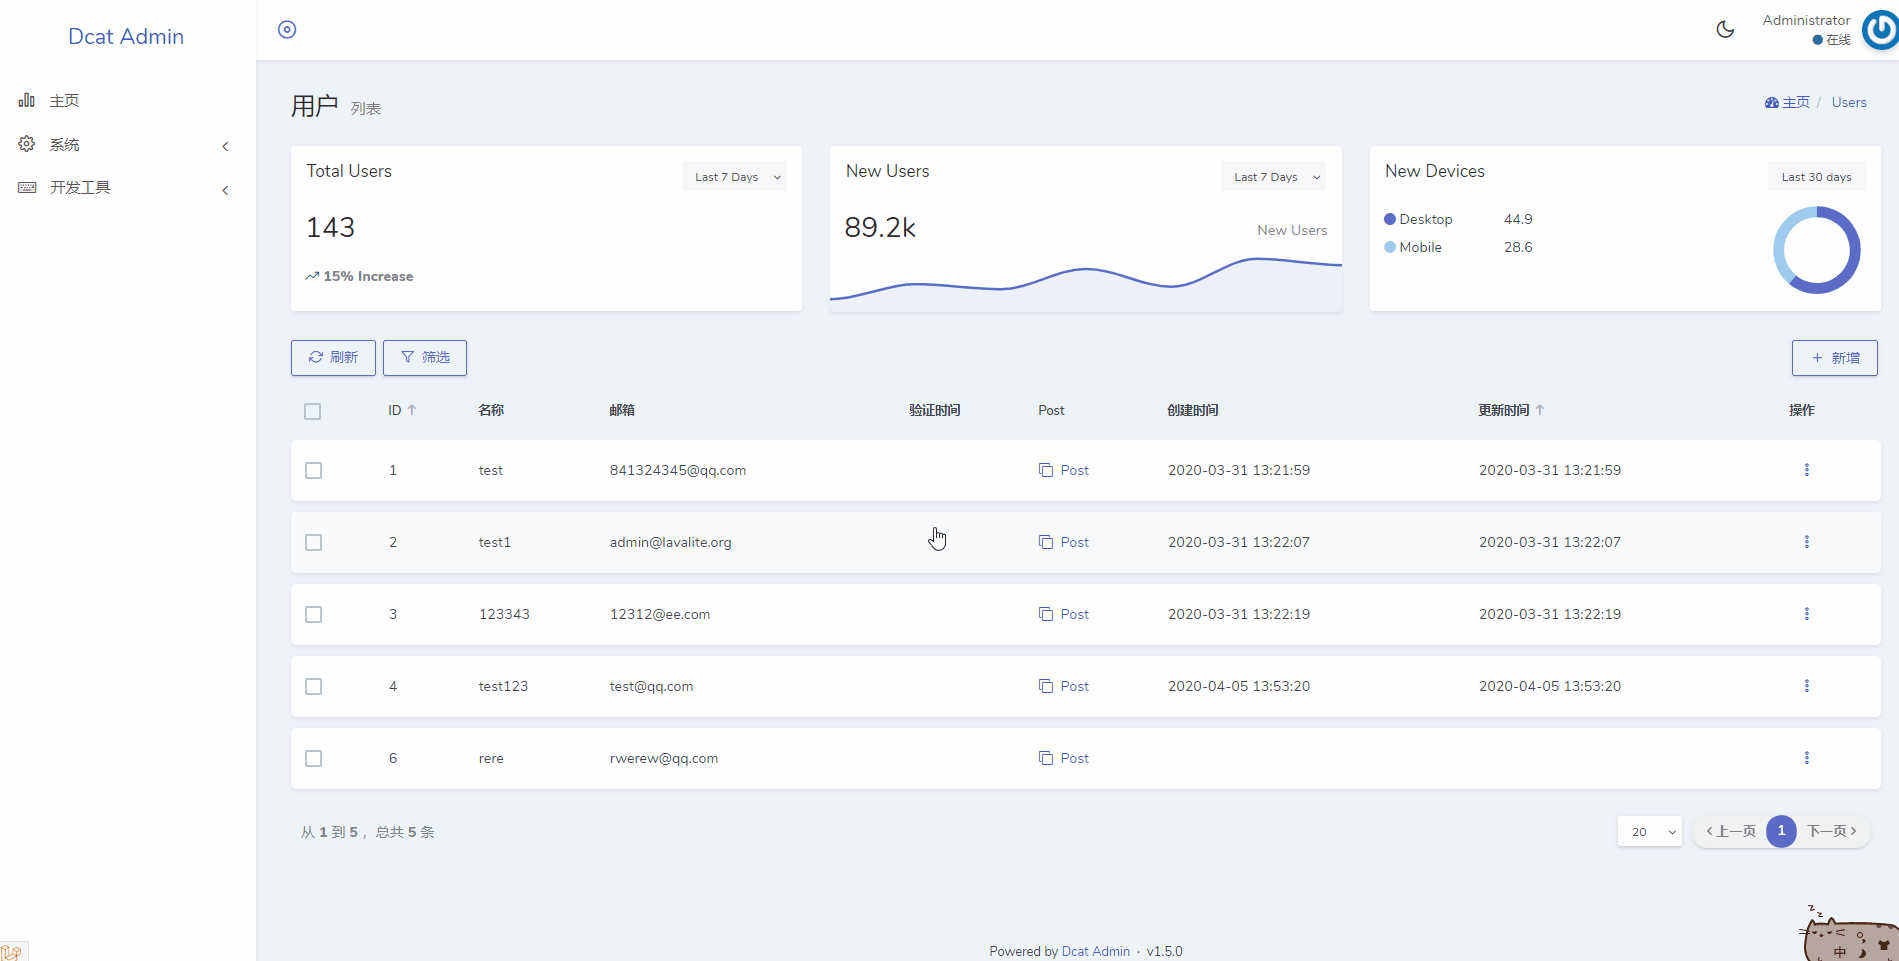 Dcat Admin
主页
系统
开发工具
Administrator
在线
用户 列表
主页 / Users
Total Users
Last 7 Days
143
15% Increase
New Users
Last 7 Days
89.2k
New Users
New Devices
Last 30 days
Desktop 44.9
Mobile 28.6
刷新 筛选 新增
ID 名称 邮箱 验证时间 Post 创建时间 更新时间 操作
1 test 841324345@qq.com Post 2020-03-31 13:21:59 2020-03-31 13:21:59
2 test1 admin@lavalite.org Post 2020-03-31 13:22:07 2020-03-31 13:22:07
3 123343 12312@ee.com Post 2020-03-31 13:22:19 2020-03-31 13:22:19
4 test123 test@qq.com Post 2020-04-05 13:53:20 2020-04-05 13:53:20
6 rere rwerew@qq.com Post
从 1 到 5 ，总共 5 条
20 上一页 1 下一页
Powered by Dcat Admin · v1.5.0
z z z
中